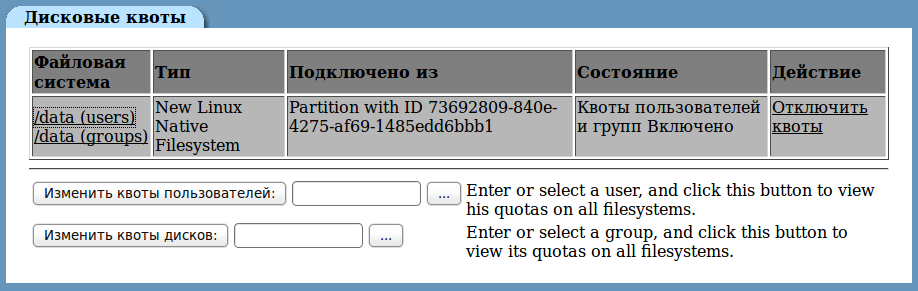 Дисковые квоты
Файловая система Тип Подключено из Состояние Действие
/data (users) New Linux Partition with ID 73692809-840e- Квоты пользователей Отключить
/data (groups) Native 4275-af69-1485edd6bbb1 и групп Включено квоты
Filesystem
Изменить квоты пользователей: ... Enter or select a user, and click this button to view
his quotas on all filesystems.
Изменить квоты дисков: ... Enter or select a group, and click this button to
view its quotas on all filesystems.